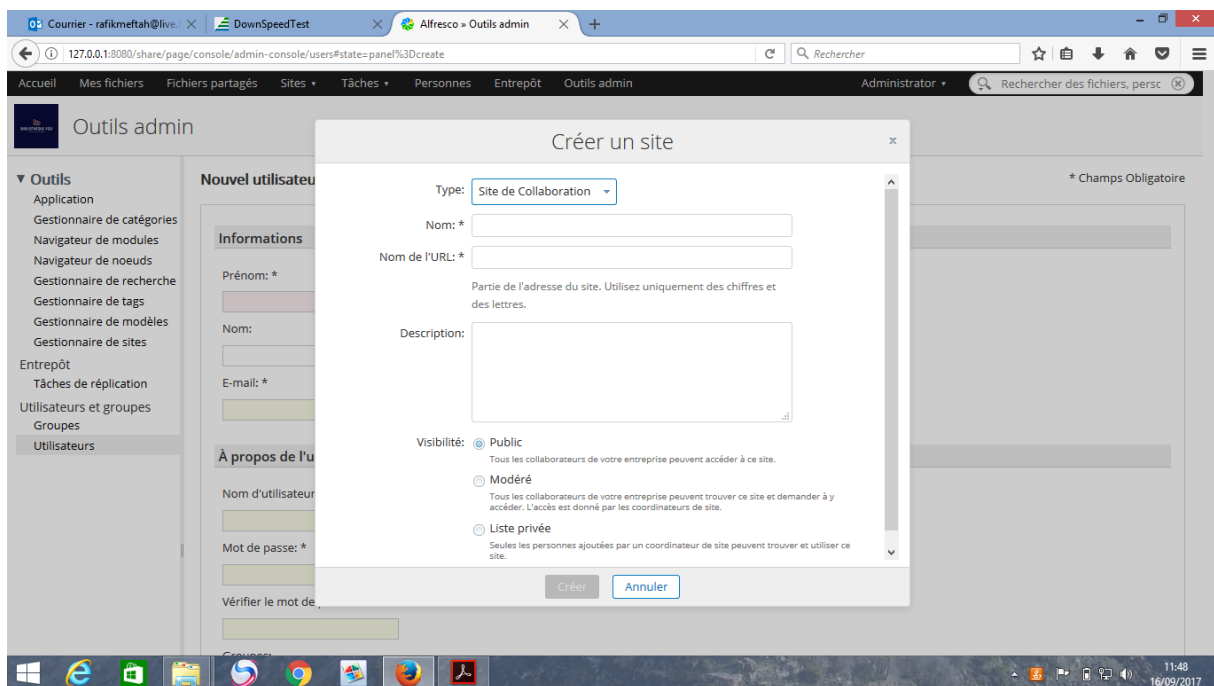 Courrier - rafikmeftah@live.
DownSpeedTest
Alfresco » Outils admin
127.0.0.1:8080/share/page/console/admin-console/users#state=panel%3Dcreate
Rechercher
Accueil Mes fichiers Fichiers partagés Sites Tâches Personnes Entrepôt Outils admin Administrator Rechercher des fichiers, persc
Outils admin
Créer un site
Outils
Application
Gestionnaire de catégories
Navigateur de modules
Navigateur de noeuds
Gestionnaire de recherche
Gestionnaire de tags
Gestionnaire de modèles
Gestionnaire de sites
Entrepôt
Tâches de réplication
Utilisateurs et groupes
Groupes
Utilisateurs
Nouvel utilisateu
* Champs Obligatoire
Informations
Prénom: *
Nom:
E-mail: *
À propos de l'u
Nom d'utilisateur
Mot de passe: *
Vérifier le mot de
Groupes:
Type: Site de Collaboration
Nom: *
Nom de l'URL: *
Partie de l'adresse du site. Utilisez uniquement des chiffres et
des lettres.
Description:
Visibilité: Public
Tous les collaborateurs de votre entreprise peuvent accéder à ce site.
Modéré
Tous les collaborateurs de votre entreprise peuvent trouver ce site et demander à y
accéder. L'accès est donné par les coordinateurs de site.
Liste privée
Seules les personnes ajoutées par un coordinateur de site peuvent trouver et utiliser ce
site.
Créer Annuler
11:48
16/09/2017